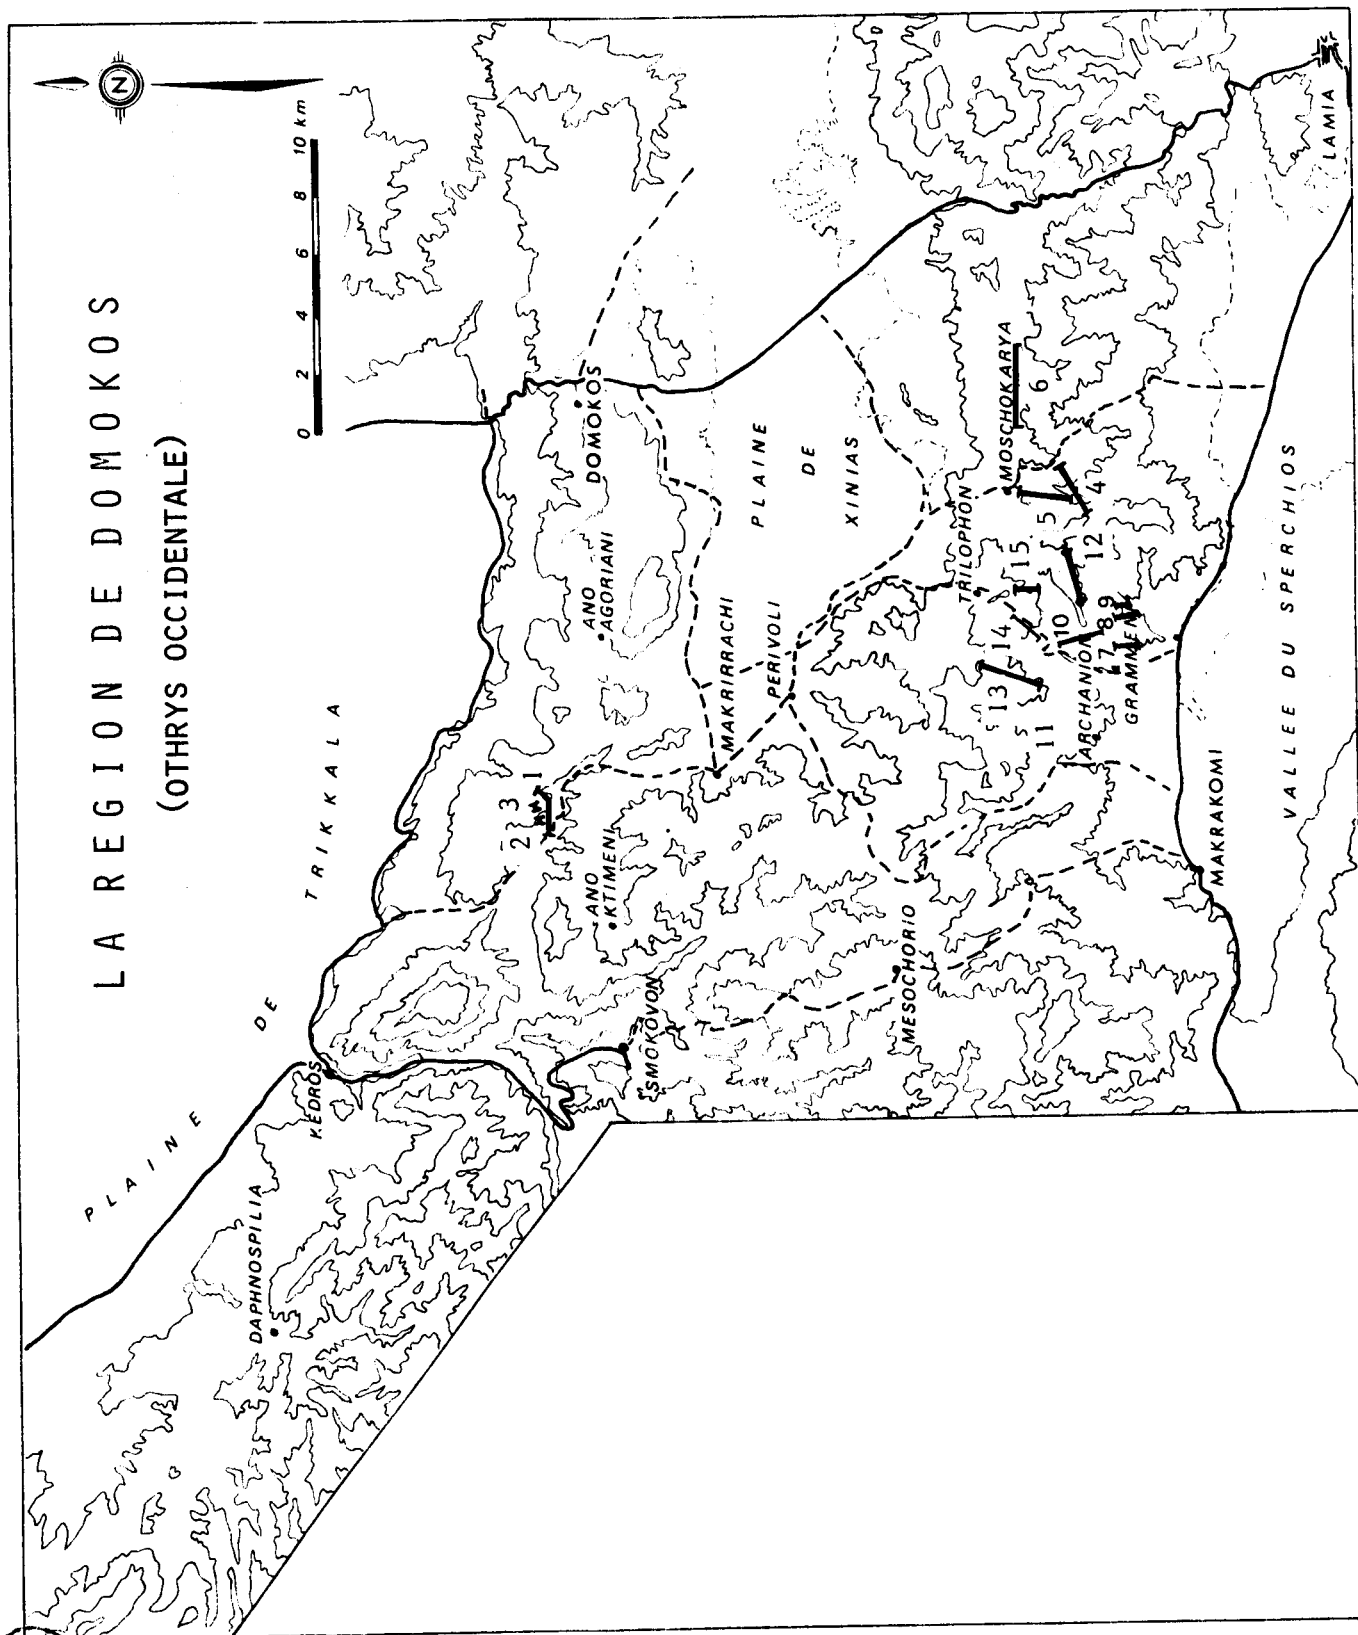 LA REGION DE DOMOKOS
(OTHRYS OCCIDENTALE)
N
0 2 4 6 8 10 km
PLAINE DE TRIKKALA
KEDROS
DAPHNOSPILIA
SMOKOVON
ANO
KTIMENI
2 3 1
ANO
AGORIANI
DOMOKOS
MAKRIRRACHI
PERIVOLI
PLAINE
DE
XINIAS
MESOCHORIO
TRILOPHON
MOSCHOKARYA
13 14 15 5 6
11 10 12 4
ARCHANION
7 8 9
GRAMMENI
MAKRAKOMI
VALLEE DU SPERCHIOS
LAMIA